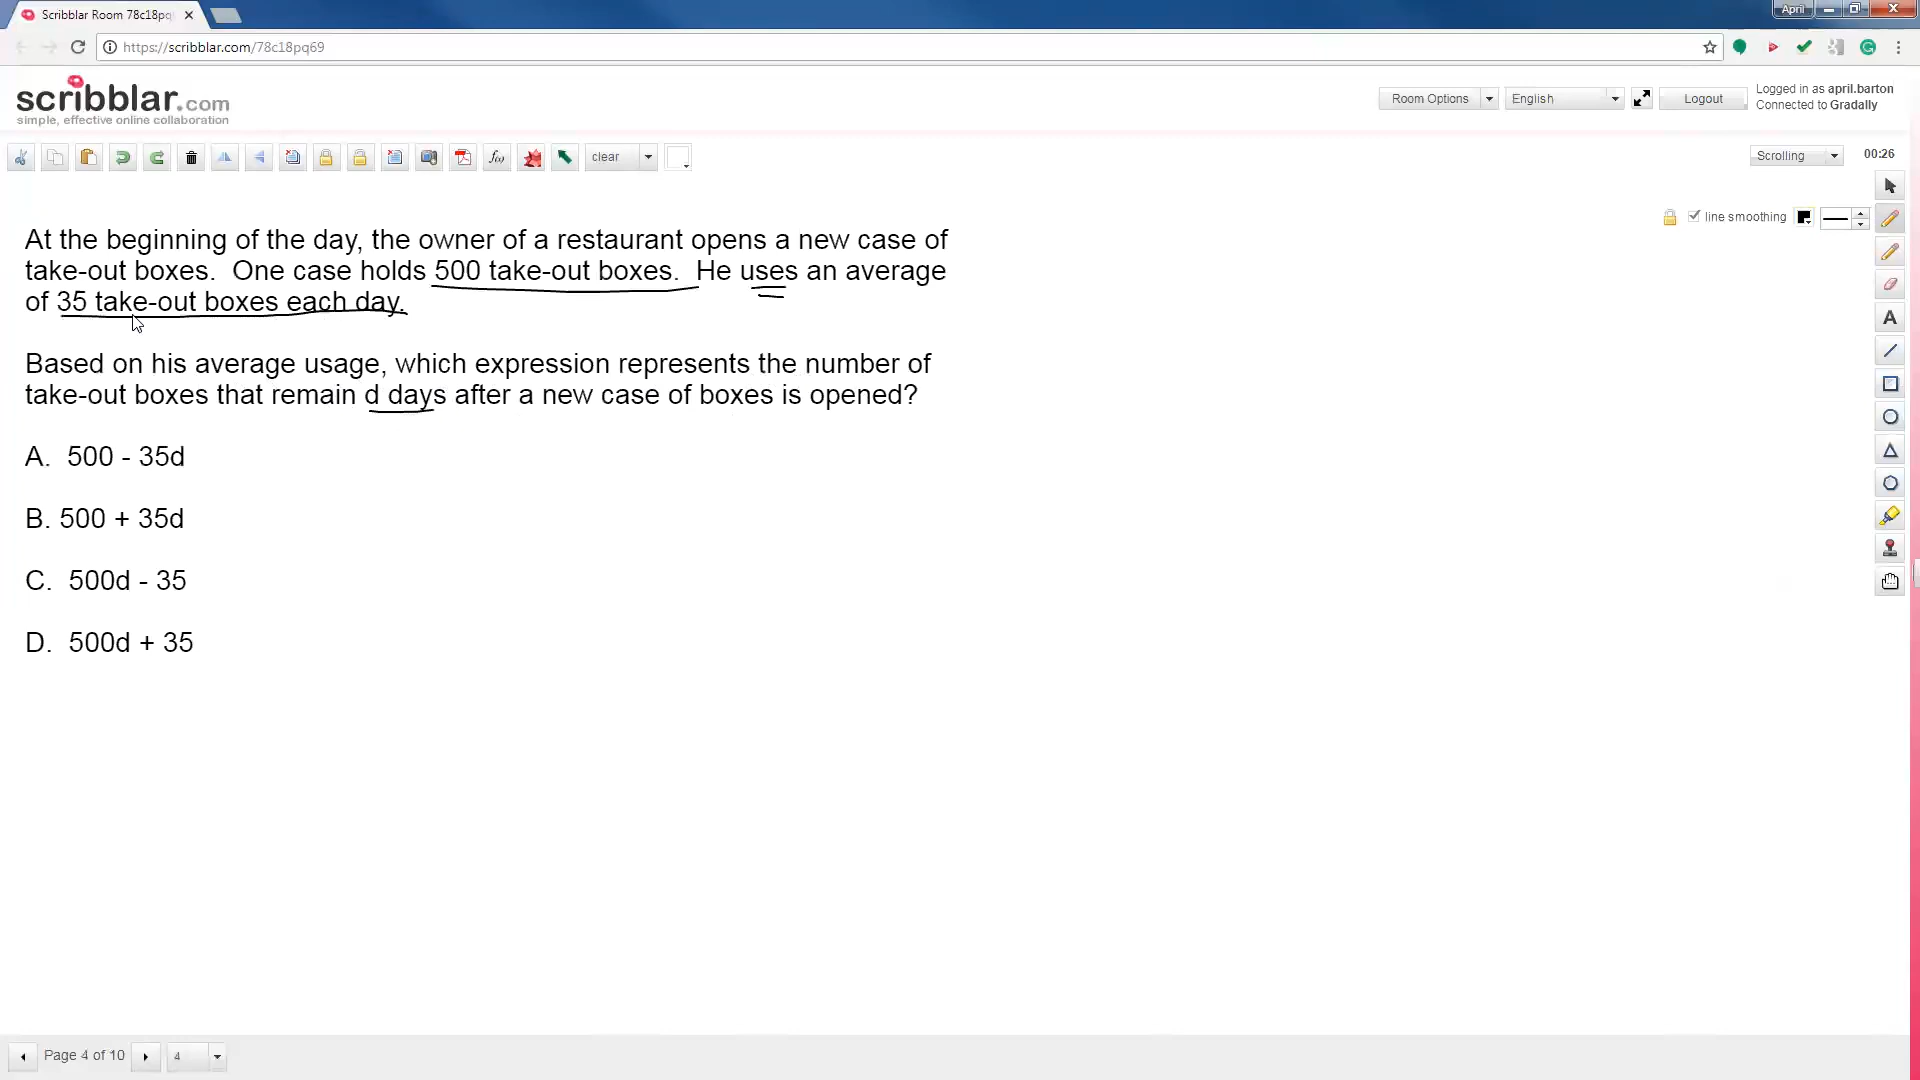 Scribblar Room 78c18pq
April
https://scribblar.com/78c18pq69
scribblar.com
simple, effective online collaboration
Room Options
English
Logout
Logged in as april.barton
Connected to Gradally
clear
Scrolling
00:26
line smoothing
At the beginning of the day, the owner of a restaurant opens a new case of
take-out boxes. One case holds 500 take-out boxes. He uses an average
of 35 take-out boxes each day.
Based on his average usage, which expression represents the number of
take-out boxes that remain d days after a new case of boxes is opened?
A. 500 - 35d
B. 500 + 35d
C. 500d - 35
D. 500d + 35
Page 4 of 10
4